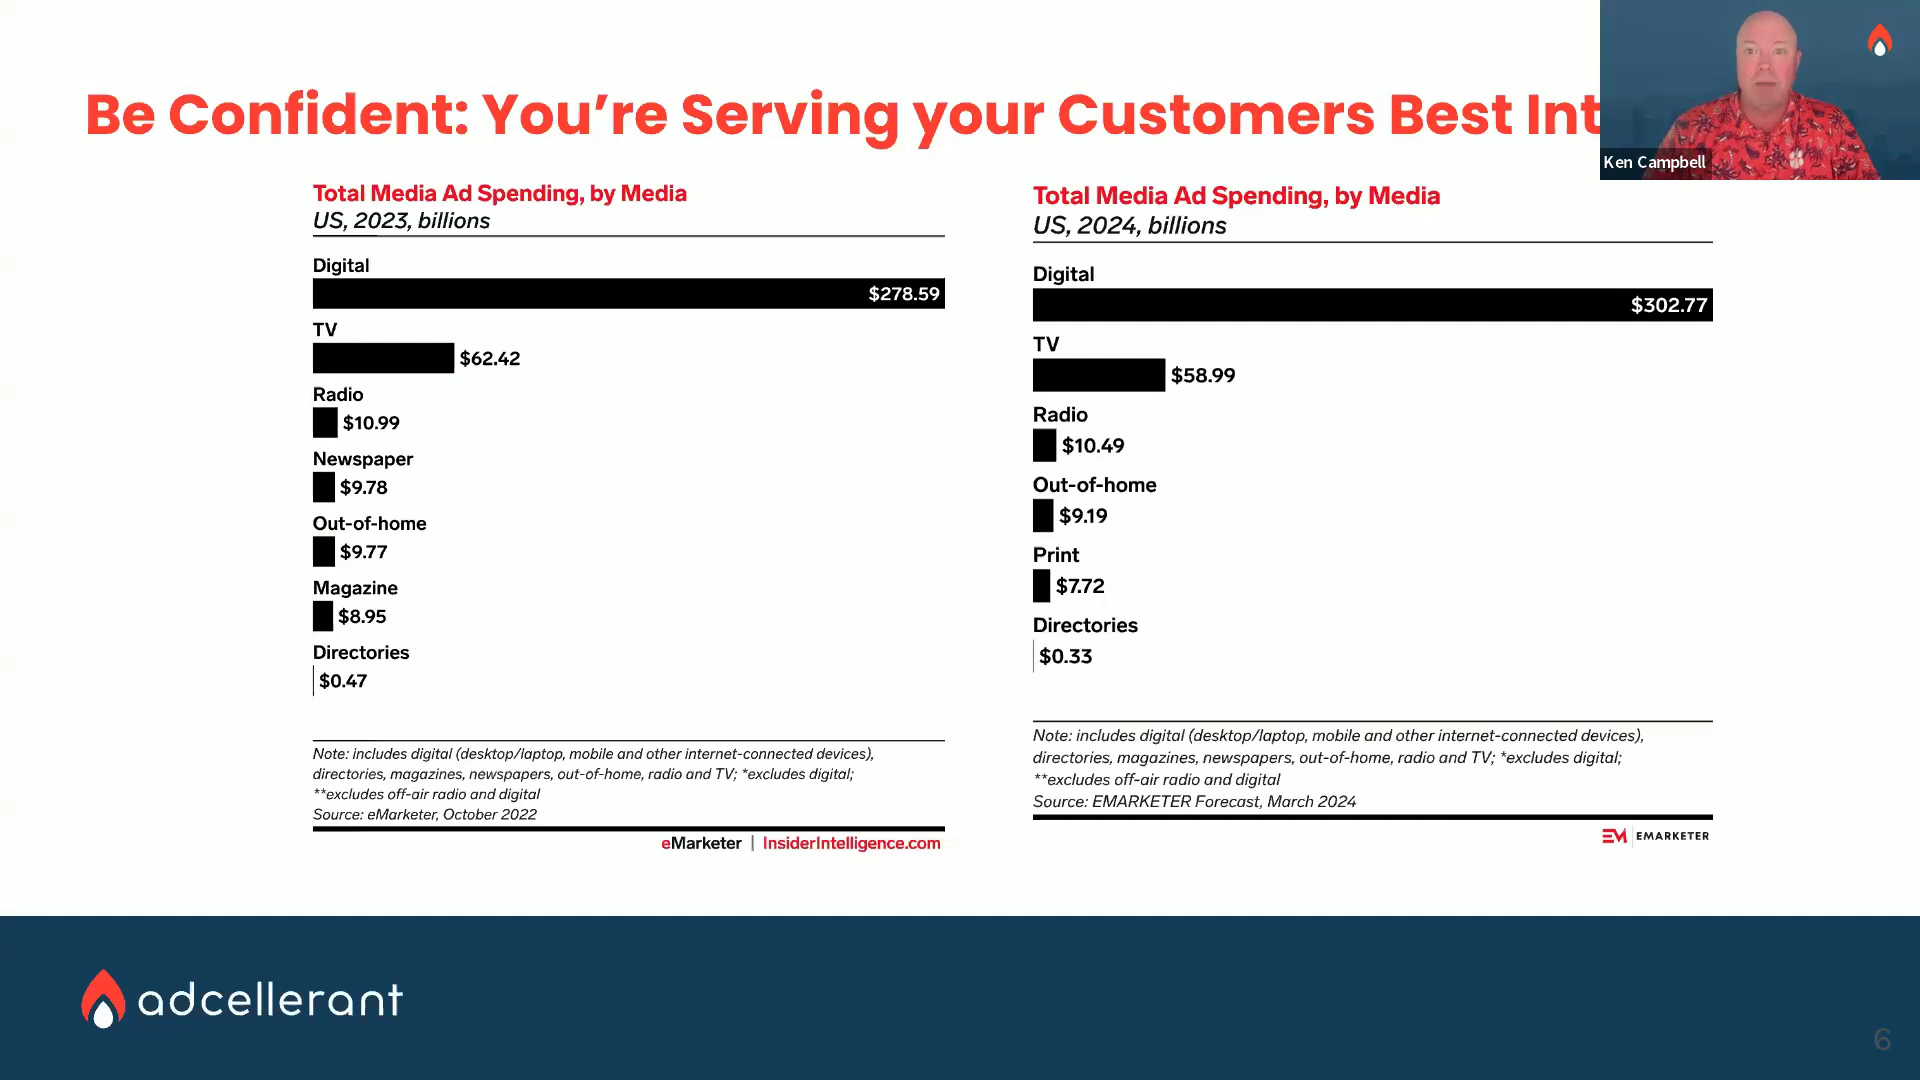 Be Confident: You're Serving your Customers Best Int
Ken Campbell
Total Media Ad Spending, by Media
US, 2023, billions
Digital
$278.59
TV
$62.42
Radio
$10.99
Newspaper
$9.78
Out-of-home
$9.77
Magazine
$8.95
Directories
$0.47
Note: includes digital (desktop/laptop, mobile and other internet-connected devices),
directories, magazines, newspapers, out-of-home, radio and TV; *excludes digital;
**excludes off-air radio and digital
Source: eMarketer, October 2022
eMarketer | InsiderIntelligence.com
Total Media Ad Spending, by Media
US, 2024, billions
Digital
$302.77
TV
$58.99
Radio
$10.49
Out-of-home
$9.19
Print
$7.72
Directories
$0.33
Note: includes digital (desktop/laptop, mobile and other internet-connected devices),
directories, magazines, newspapers, out-of-home, radio and TV; *excludes digital;
**excludes off-air radio and digital
Source: EMARKETER Forecast, March 2024
EM | EMARKETER
adcellerant
6